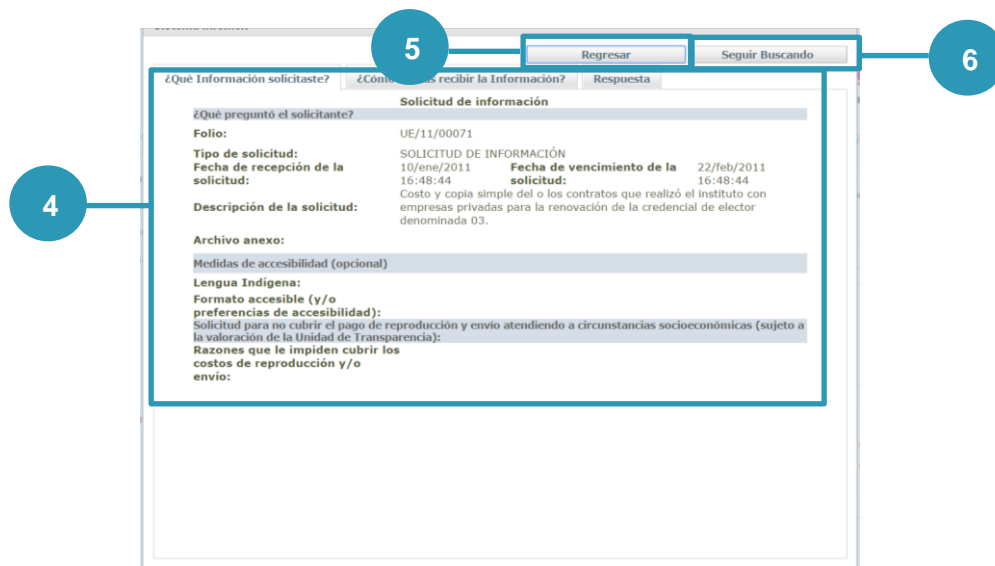 5
6
Regresar
Seguir Buscando
¿Qué Información solicitaste?
recibir la Información?
Respuesta
Solicitud de información
¿Qué preguntó el solicitante?
Folio: UE/11/00071
Tipo de solicitud: SOLICITUD DE INFORMACIÓN
Fecha de recepción de la solicitud: 10/ene/2011 16:48:44 Fecha de vencimiento de la solicitud: 22/feb/2011 16:48:44
4
Descripción de la solicitud:
Costo y copia simple del o los contratos que realizó el instituto con
empresas privadas para la renovación de la credencial de elector
denominada 03.
Archivo anexo:
Medidas de accesibilidad (opcional)
Lengua Indígena:
Formato accesible (y/o
preferencias de accesibilidad):
Solicitud para no cubrir el pago de reproducción y envío atendiendo a circunstancias socioeconómicas (sujeto a
la valoración de la Unidad de Transparencia):
Razones que le impiden cubrir los
costos de reproducción y/o
envío: